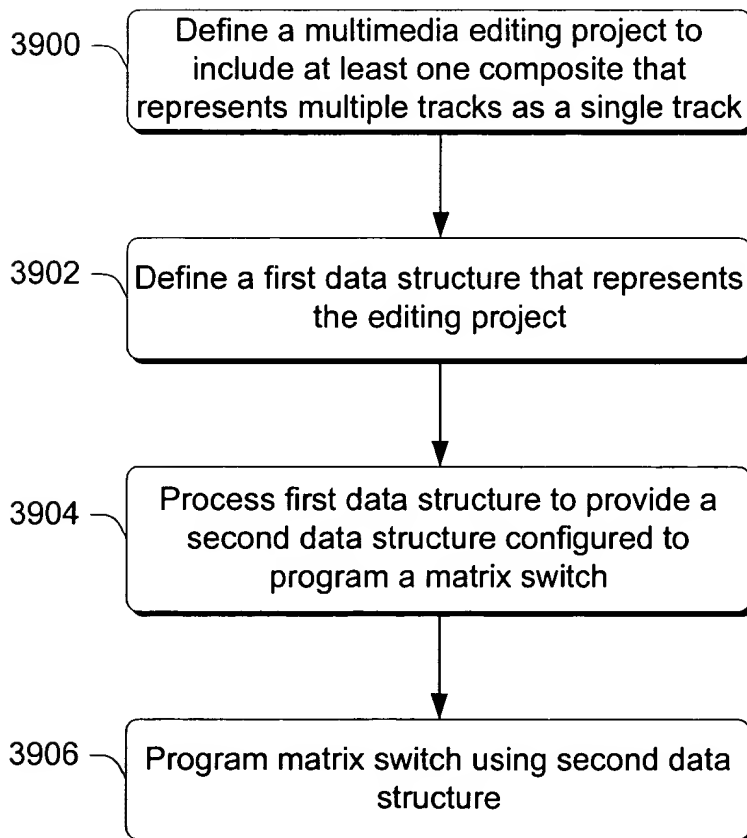 3900
Define a multimedia editing project to
include at least one composite that
represents multiple tracks as a single track
3902
Define a first data structure that represents
the editing project
3904
Process first data structure to provide a
second data structure configured to
program a matrix switch
3906
Program matrix switch using second data
structure